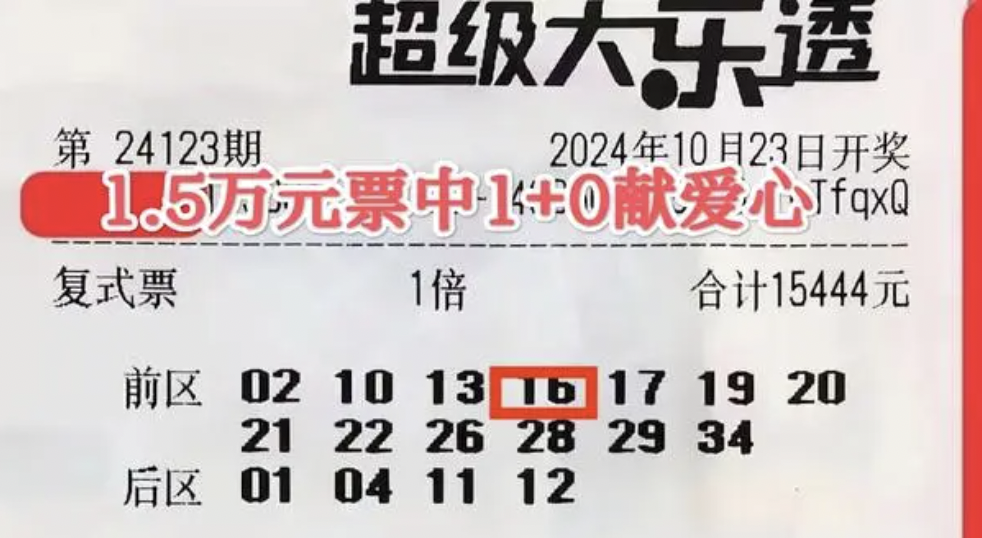 超级大乐透
第 24123期 2024年10月23日开奖
1.5万元票中1+0献爱心 TfqxQ
复式票 1倍 合计15444元
前区 02 10 13 16 17 19 20
21 22 26 28 29 34
后区 01 04 11 12